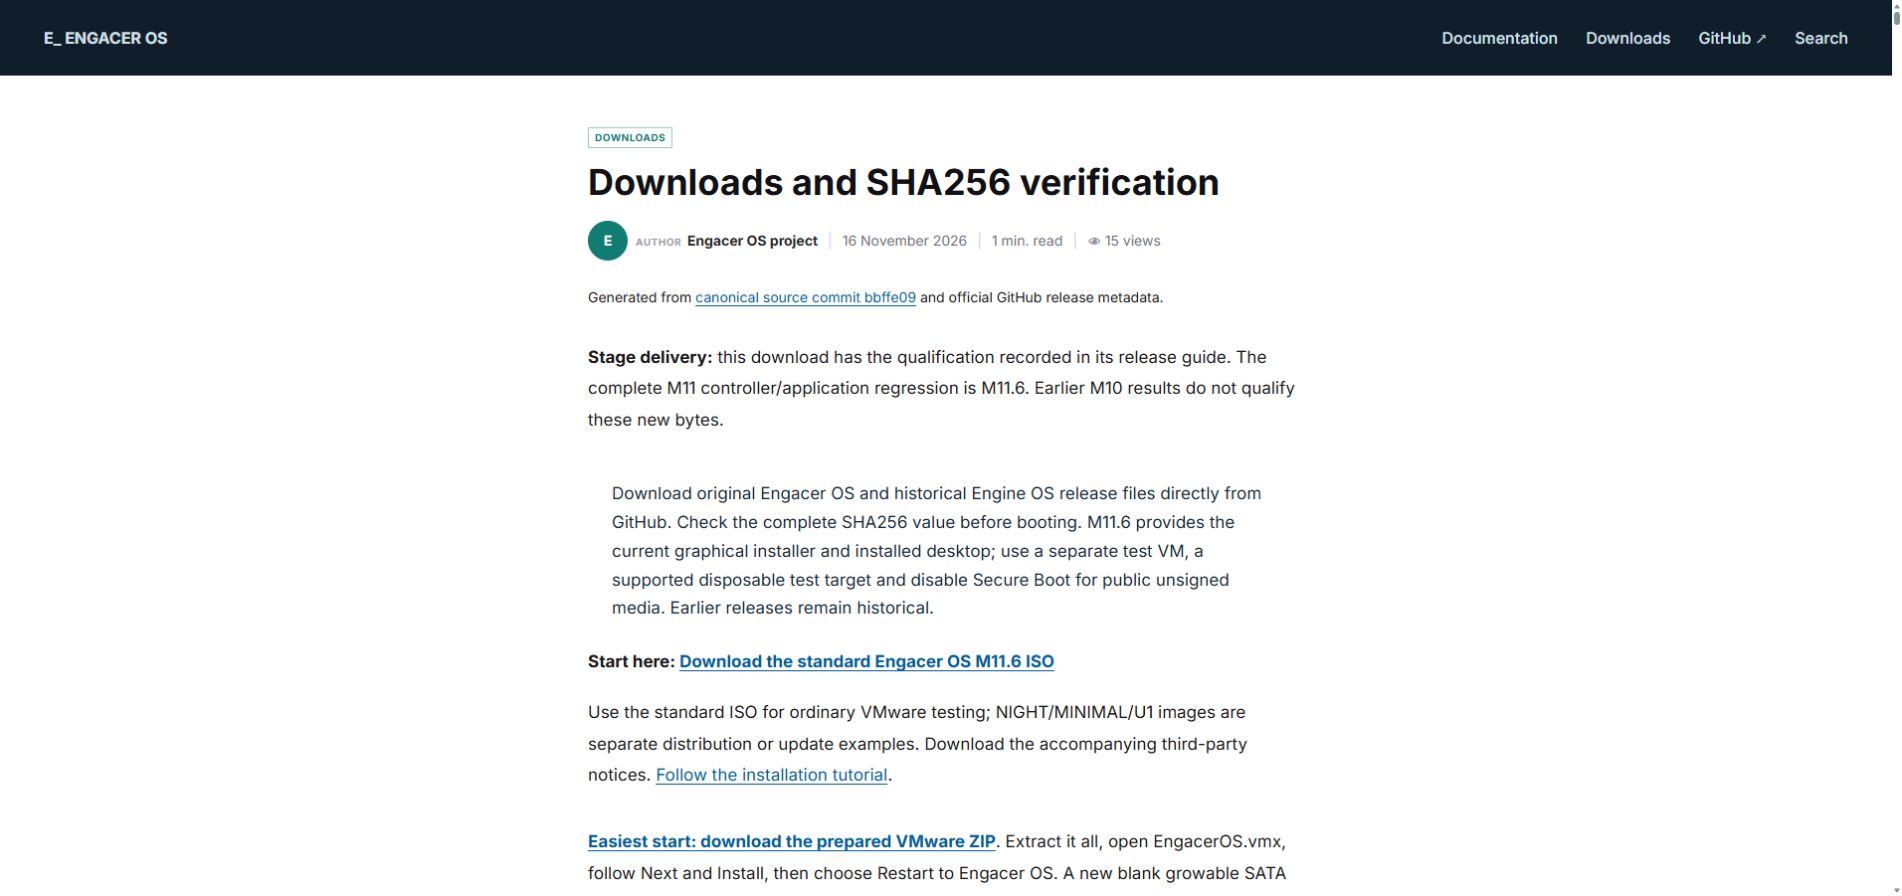 E_ ENGACER OS
Documentation Downloads GitHub ↗ Search
DOWNLOADS
Downloads and SHA256 verification
E AUTHOR Engacer OS project 16 November 2026 1 min. read 15 views
Generated from canonical source commit bbffe09 and official GitHub release metadata.
Stage delivery: this download has the qualification recorded in its release guide. The
complete M11 controller/application regression is M11.6. Earlier M10 results do not qualify
these new bytes.
Download original Engacer OS and historical Engine OS release files directly from
GitHub. Check the complete SHA256 value before booting. M11.6 provides the
current graphical installer and installed desktop; use a separate test VM, a
supported disposable test target and disable Secure Boot for public unsigned
media. Earlier releases remain historical.
Start here: Download the standard Engacer OS M11.6 ISO
Use the standard ISO for ordinary VMware testing; NIGHT/MINIMAL/U1 images are
separate distribution or update examples. Download the accompanying third-party
notices. Follow the installation tutorial.
Easiest start: download the prepared VMware ZIP. Extract it all, open EngacerOS.vmx,
follow Next and Install, then choose Restart to Engacer OS. A new blank growable SATA